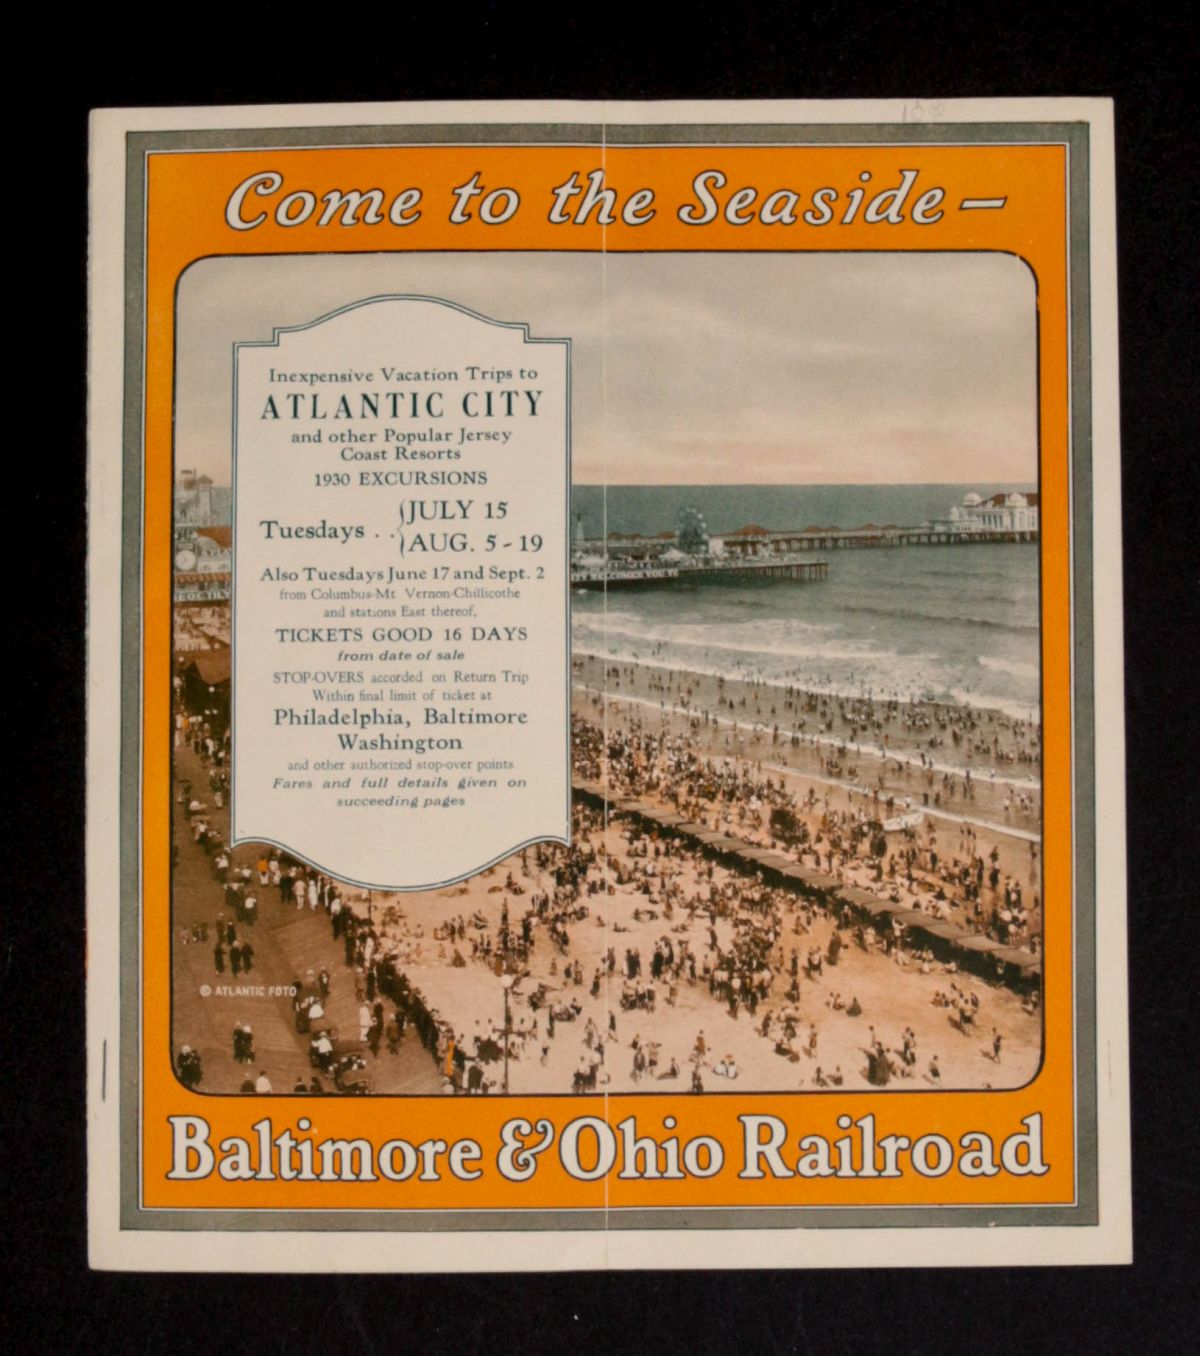 Come to the Seaside —
Inexpensive Vacation Trips to
ATLANTIC CITY
and other Popular Jersey
Coast Resorts
1930 EXCURSIONS
Tuesdays . . { JULY 15
AUG. 5 - 19
Also Tuesdays June 17 and Sept. 2
from Columbus-Mt Vernon-Chillicothe
and stations East thereof,
TICKETS GOOD 16 DAYS
from date of sale
STOP-OVERS accorded on Return Trip
Within final limit of ticket at
Philadelphia, Baltimore
Washington
and other authorized stop-over points
Fares and full details given on
succeeding pages
© ATLANTIC FOTO
Baltimore & Ohio Railroad